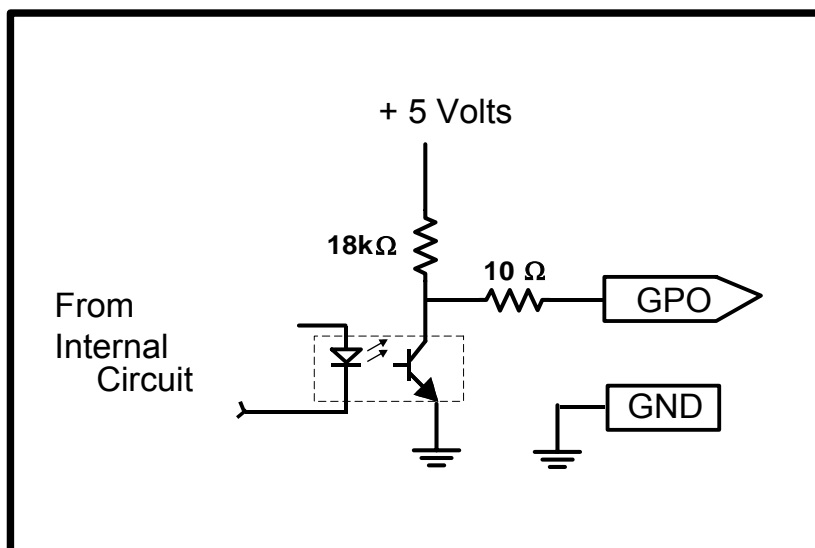 + 5 Volts
18kΩ
10 Ω
GPO
From
Internal
Circuit
GND